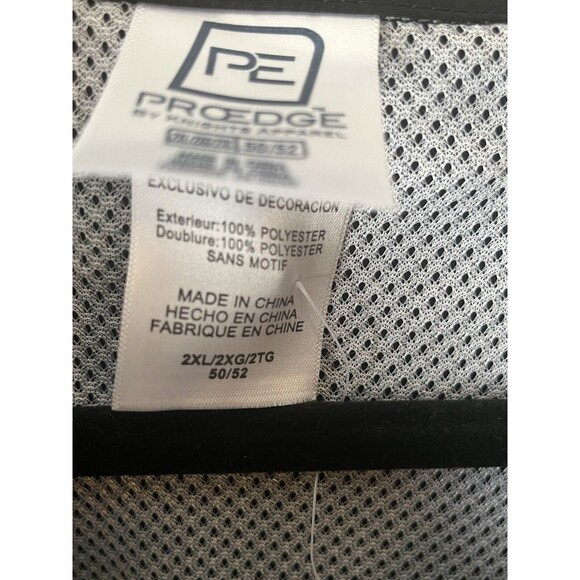 PE
PROEDGE
BY KNIGHTS APPAREL
50/52
EXCLUSIVO DE DECORACION
Exterieur:100% POLYESTER
Doublure:100% POLYESTER
SANS MOTIF
MADE IN CHINA
HECHO EN CHINA
FABRIQUE EN CHINE
2XL/2XG/2TG
50/52